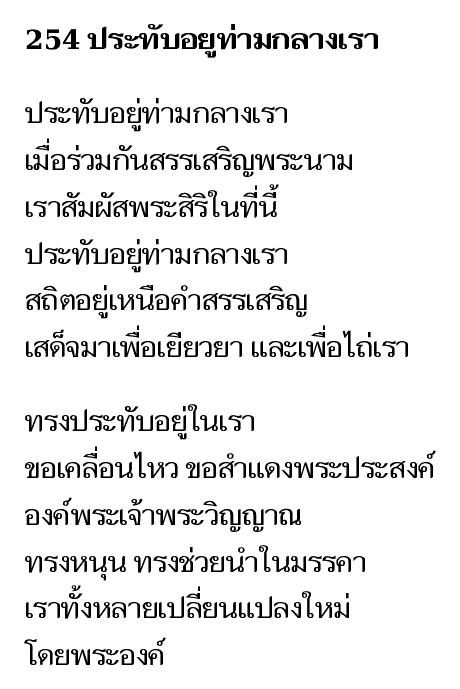 254 ประทับอยู่ท่ามกลางเรา
ประทับอยู่ท่ามกลางเรา
เมื่อร่วมกันสรรเสริญพระนาม
เราสัมผัสพระสิริในที่นี้
ประทับอยู่ท่ามกลางเรา
สถิตอยู่เหนือคำสรรเสริญ
เสด็จมาเพื่อเยียวยา และเพื่อไถ่เรา
ทรงประทับอยู่ในเรา
ขอเคลื่อนไหว ขอสำแดงพระประสงค์
องค์พระเจ้าพระวิญญาณ
ทรงหนุน ทรงช่วยนำในมรรคา
เราทั้งหลายเปลี่ยนแปลงใหม่
โดยพระองค์